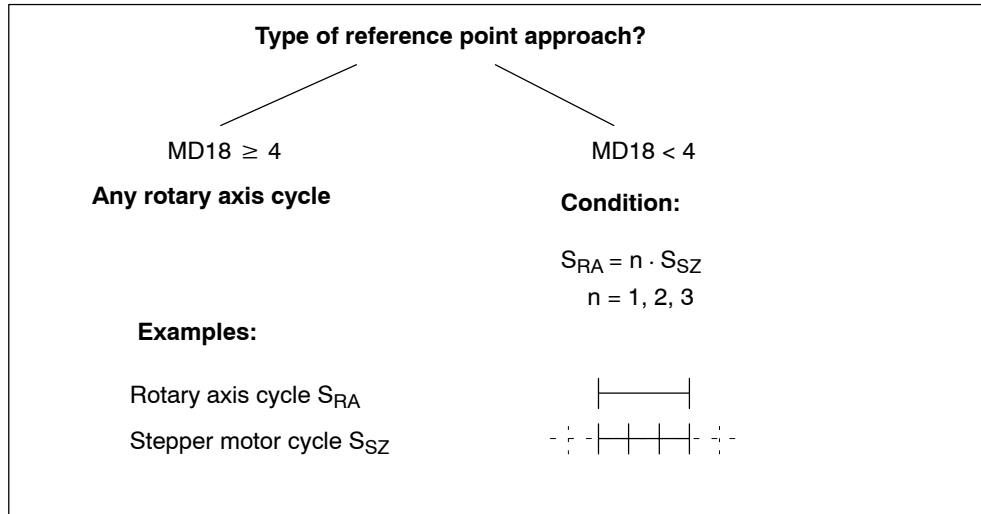 Type of reference point approach?
MD18 ≥ 4
MD18 < 4
Any rotary axis cycle
Condition:
S_RA = n · S_SZ
n = 1, 2, 3
Examples:
Rotary axis cycle S_RA
Stepper motor cycle S_SZ